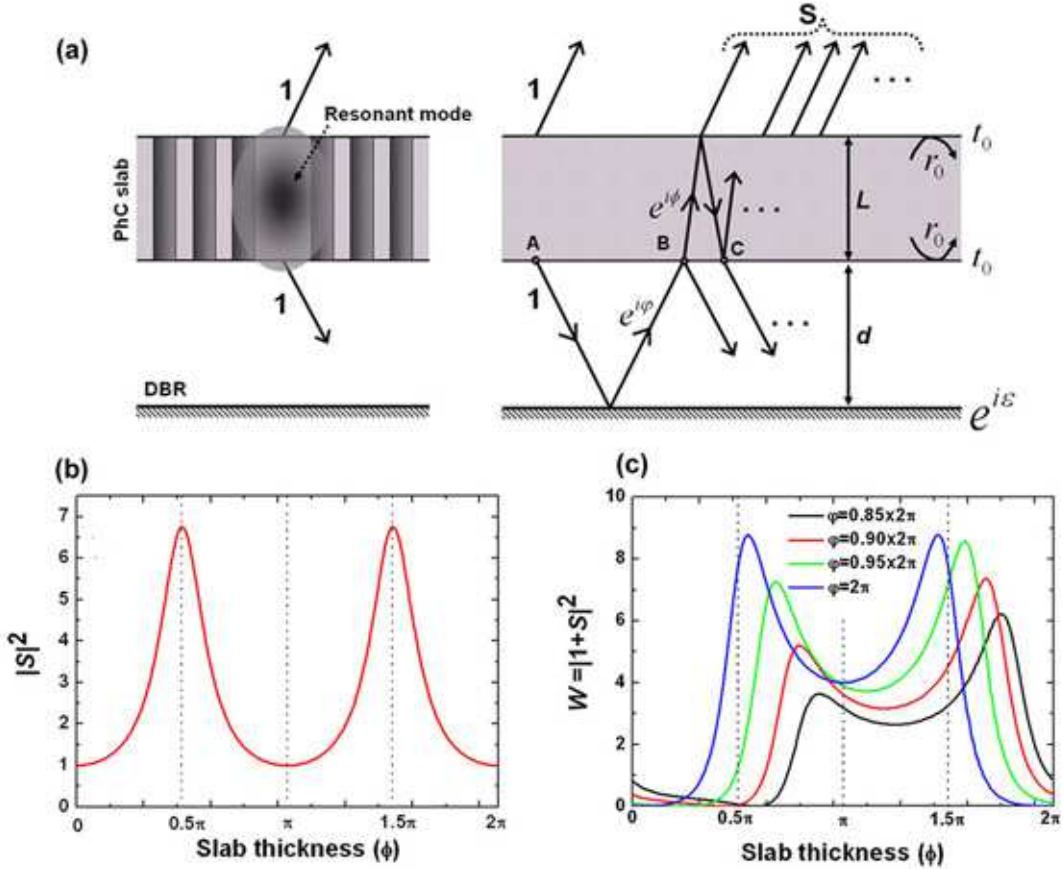 (a)
1
Resonant mode
PhC slab
1
DBR
S
1
...
t₀
r₀
e^{iϕ}
...
L
A
B
C
r₀
t₀
1
e^{iφ}
...
d
e^{iε}
(b)
7
6
5
4
3
2
1
0
|S|²
0
0.5π
π
1.5π
2π
Slab thickness (ϕ)
(c)
10
8
6
4
2
0
W=|1+S|²
φ=0.85x2π
φ=0.90x2π
φ=0.95x2π
φ=2π
0
0.5π
π
1.5π
2π
Slab thickness (ϕ)